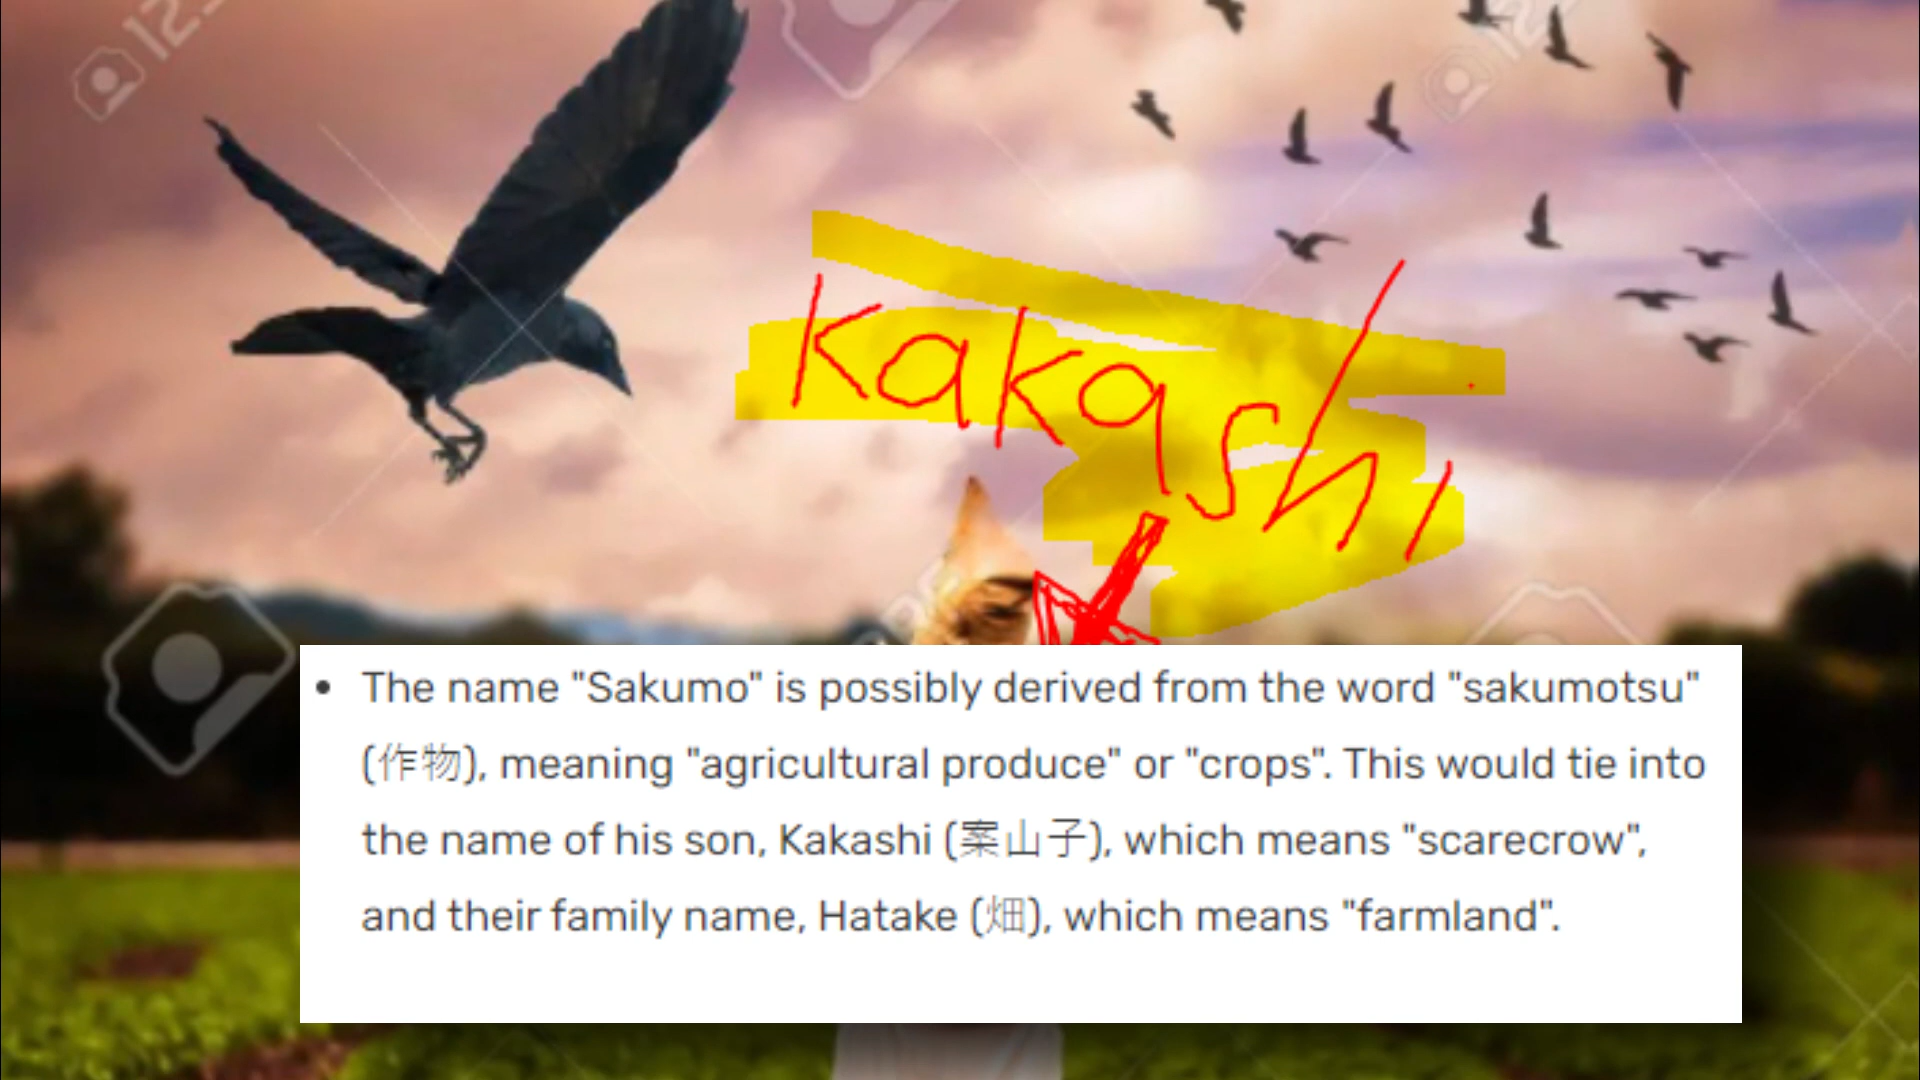 123
Kakashi
• The name "Sakumo" is possibly derived from the word "sakumotsu"
(作物), meaning "agricultural produce" or "crops". This would tie into
the name of his son, Kakashi (案山子), which means "scarecrow",
and their family name, Hatake (畑), which means "farmland".